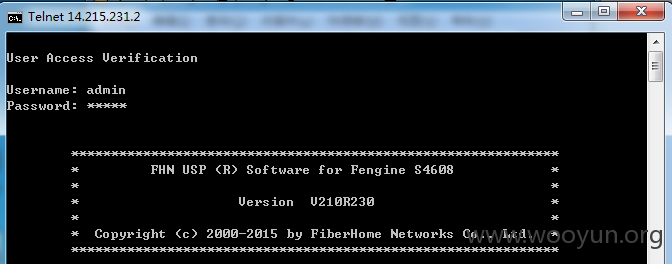 Telnet 14.215.231.2
User Access Verification
Username: admin
Password: *****
***********************************************************
* FHN USP (R) Software for Fengine S4608 *
* *
* Version V210R230 *
* *
* Copyright (c) 2000-2015 by FiberHome Networks Co., Ltd. *
***********************************************************
www.wooyun.org